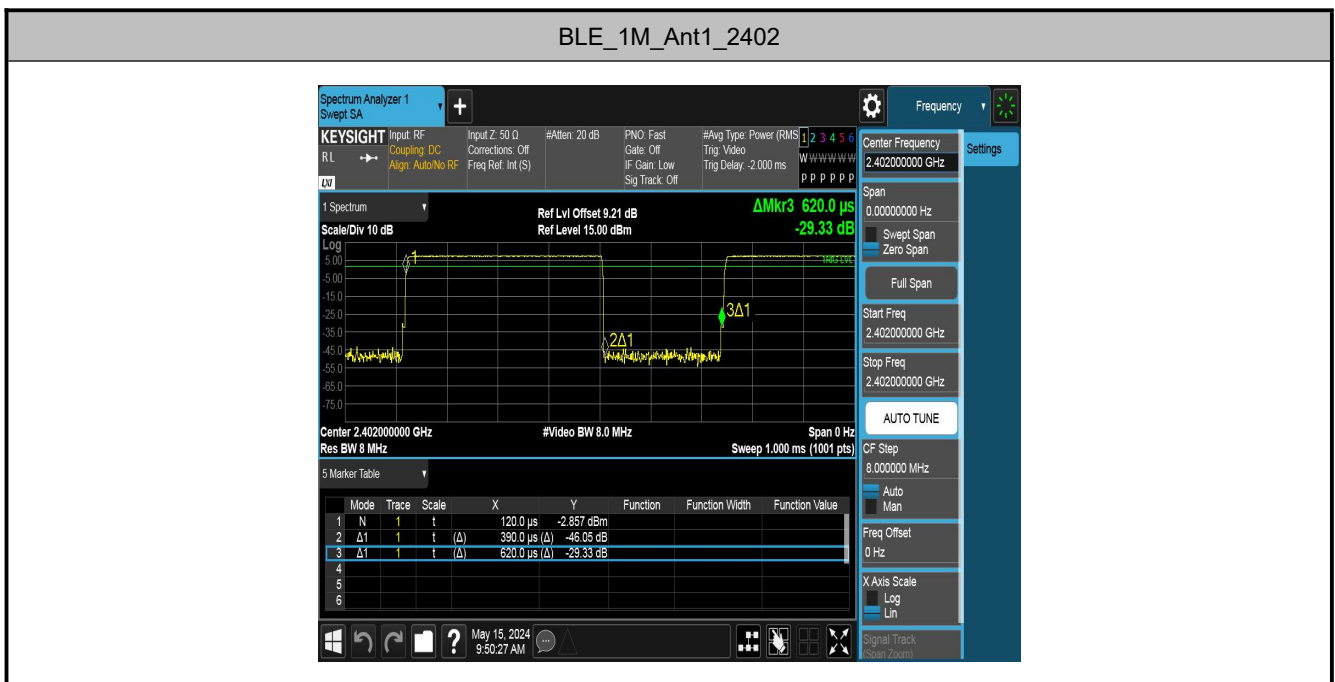 BLE_1M_Ant1_2402
Spectrum Analyzer 1
Swept SA
+
Frequency
KEYSIGHT
RL
LXI
Input: RF
Coupling: DC
Align: Auto/No RF
Input Z: 50 Ω
Corrections: Off
Freq Ref: Int (S)
#Atten: 20 dB
PNO: Fast
Gate: Off
IF Gain: Low
Sig Track: Off
#Avg Type: Power (RMS
Trig: Video
Trig Delay: -2.000 ms
1 2 3 4 5 6
W W W W W W
P P P P P P
1 Spectrum
Scale/Div 10 dB
Ref Lvl Offset 9.21 dB
Ref Level 15.00 dBm
ΔMkr3 620.0 µs
-29.33 dB
Log
5.00
-5.00
-15.0
-25.0
-35.0
-45.0
-55.0
-65.0
-75.0
1
TRIG LVL
2Δ1
3Δ1
Center 2.402000000 GHz
#Video BW 8.0 MHz
Span 0 Hz
Res BW 8 MHz
Sweep 1.000 ms (1001 pts)
5 Marker Table
Mode Trace Scale X Y Function Function Width Function Value
1 N 1 t 120.0 µs -2.857 dBm
2 Δ1 1 t (Δ) 390.0 µs (Δ) -46.05 dB
3 Δ1 1 t (Δ) 620.0 µs (Δ) -29.33 dB
4
5
6
Center Frequency
2.402000000 GHz
Settings
Span
0.00000000 Hz
Swept Span
Zero Span
Full Span
Start Freq
2.402000000 GHz
Stop Freq
2.402000000 GHz
AUTO TUNE
CF Step
8.000000 MHz
Auto
Man
Freq Offset
0 Hz
X Axis Scale
Log
Lin
Signal Track
(Span Zoom)
?
May 15, 2024
9:50:27 AM